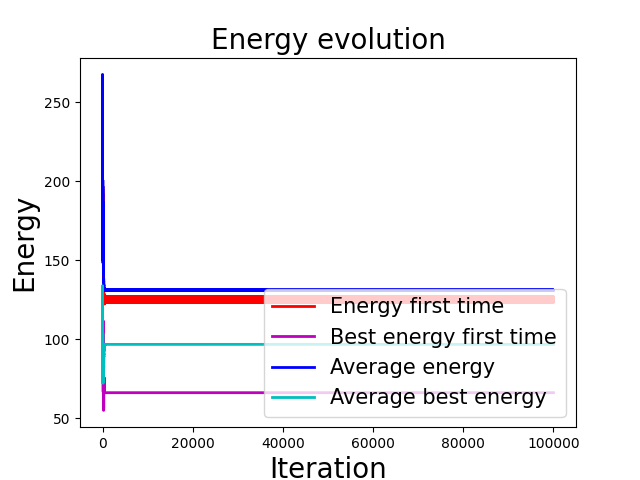 Energy evolution
Energy
250
200
150
100
50
Energy first time
Best energy first time
Average energy
Average best energy
0 20000 40000 60000 80000 100000
Iteration